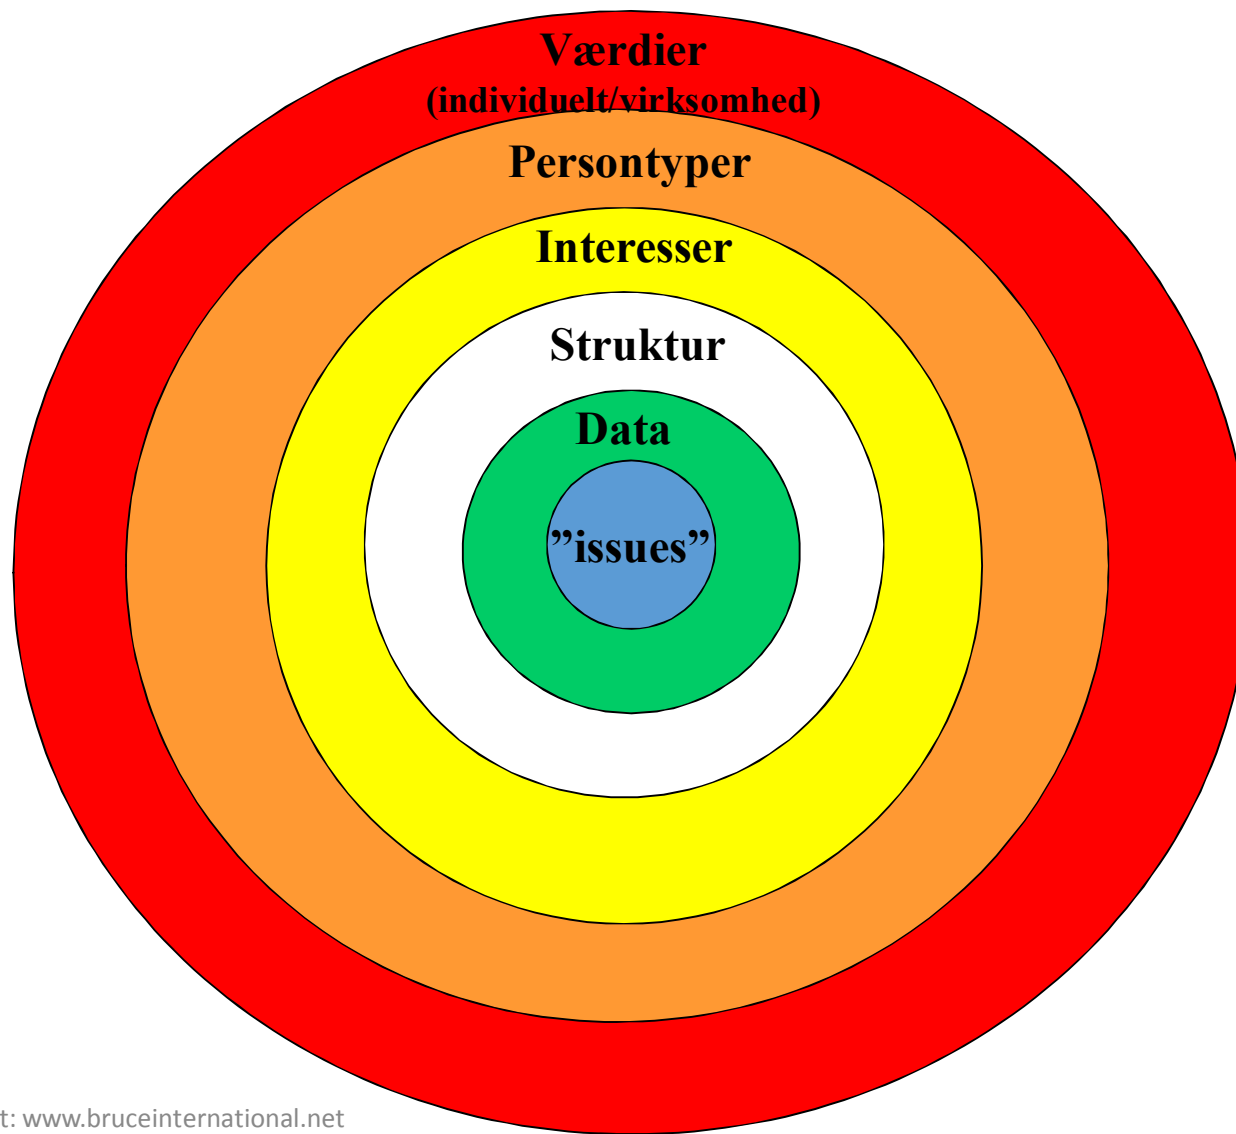 Værdier
(individuelt/virksomhed)
Persontyper
Interesser
Struktur
Data
”issues”
t: www.bruceinternational.net